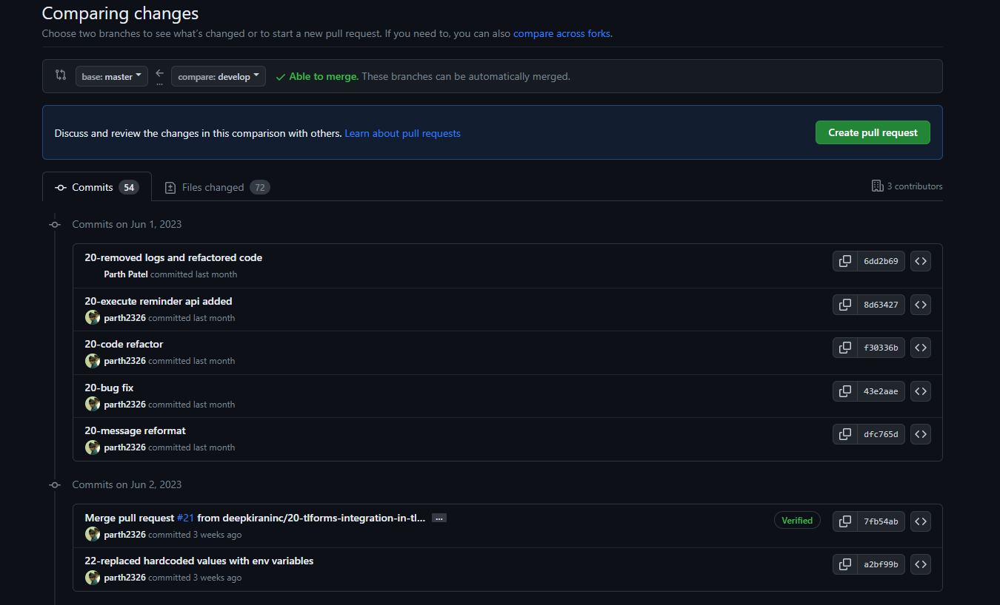 Comparing changes
Choose two branches to see what's changed or to start a new pull request. If you need to, you can also compare across forks.
base: master
compare: develop
Able to merge. These branches can be automatically merged.
...
Discuss and review the changes in this comparison with others. Learn about pull requests
Create pull request
Commits 54
Files changed 72
3 contributors
Commits on Jun 1, 2023
20-removed logs and refactored code
6dd2b69
Parth Patel committed last month
20-execute reminder api added
8d63427
parth2326 committed last month
20-code refactor
f30336b
parth2326 committed last month
20-bug fix
43e2aae
parth2326 committed last month
20-message reformat
dfc765d
parth2326 committed last month
Commits on Jun 2, 2023
Merge pull request #21 from deepkiraninc/20-tlforms-integration-in-tl... ...
Verified
7fb54ab
parth2326 committed 3 weeks ago
22-replaced hardcoded values with env variables
a2bf99b
parth2326 committed 3 weeks ago